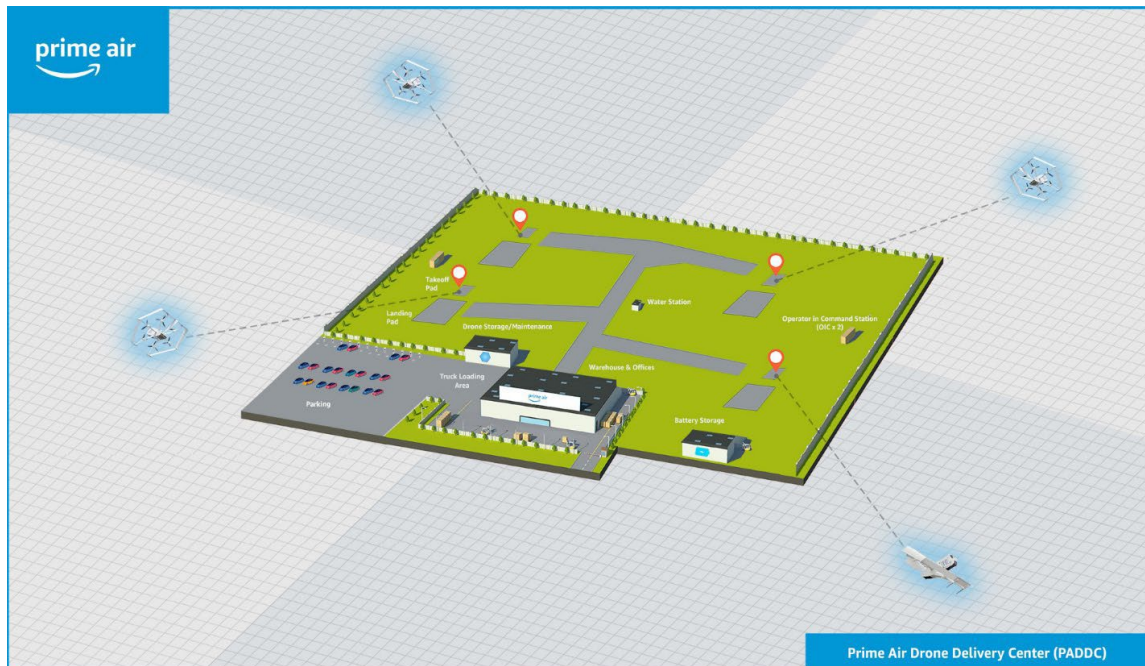 prime air
Takeoff
Pad
Landing
Pad
Water Station
Operator in Command Station
(OIC x 2)
Drone Storage/Maintenance
Truck Loading
Area
Warehouse & Offices
prime air
Parking
Battery Storage
Prime Air Drone Delivery Center (PADDC)